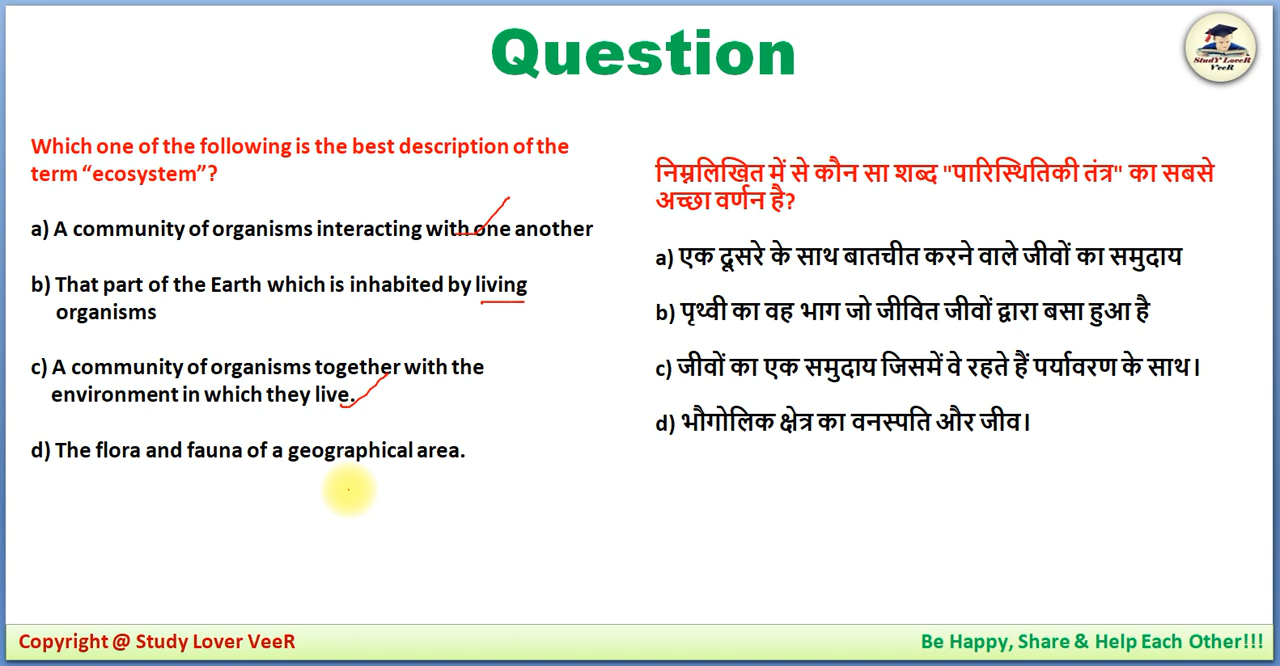 Question
StudY LoveR
VeeR
Which one of the following is the best description of the
term “ecosystem”?
a) A community of organisms interacting with one another
b) That part of the Earth which is inhabited by living
organisms
c) A community of organisms together with the
environment in which they live.
d) The flora and fauna of a geographical area.
निम्नलिखित में से कौन सा शब्द "पारिस्थितिकी तंत्र" का सबसे
अच्छा वर्णन है?
a) एक दूसरे के साथ बातचीत करने वाले जीवों का समुदाय
b) पृथ्वी का वह भाग जो जीवित जीवों द्वारा बसा हुआ है
c) जीवों का एक समुदाय जिसमें वे रहते हैं पर्यावरण के साथ।
d) भौगोलिक क्षेत्र का वनस्पति और जीव।
Copyright @ Study Lover VeeR
Be Happy, Share & Help Each Other!!!